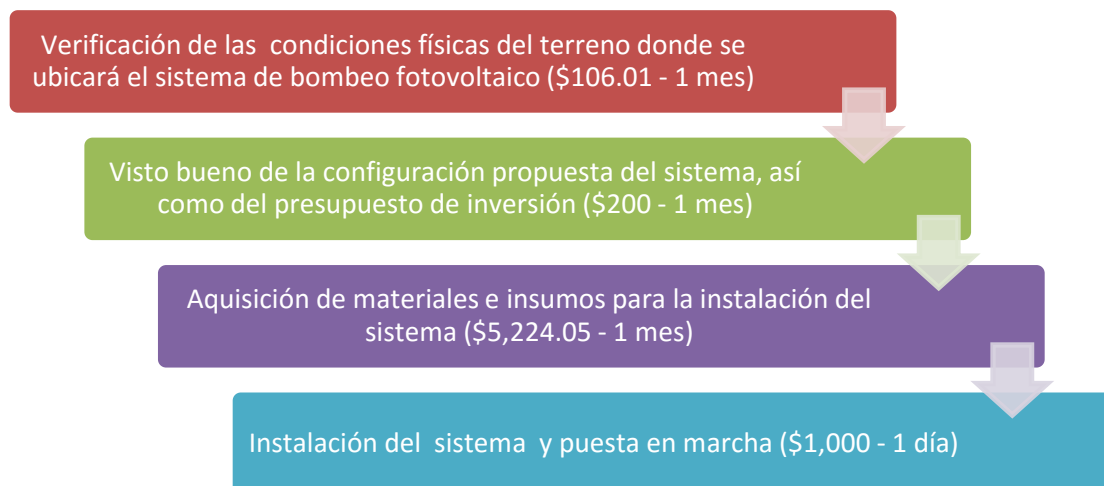 Verificación de las condiciones físicas del terreno donde se
ubicará el sistema de bombeo fotovoltaico ($106.01 - 1 mes)
Visto bueno de la configuración propuesta del sistema, así
como del presupuesto de inversión ($200 - 1 mes)
Aquisición de materiales e insumos para la instalación del
sistema ($5,224.05 - 1 mes)
Instalación del sistema y puesta en marcha ($1,000 - 1 día)